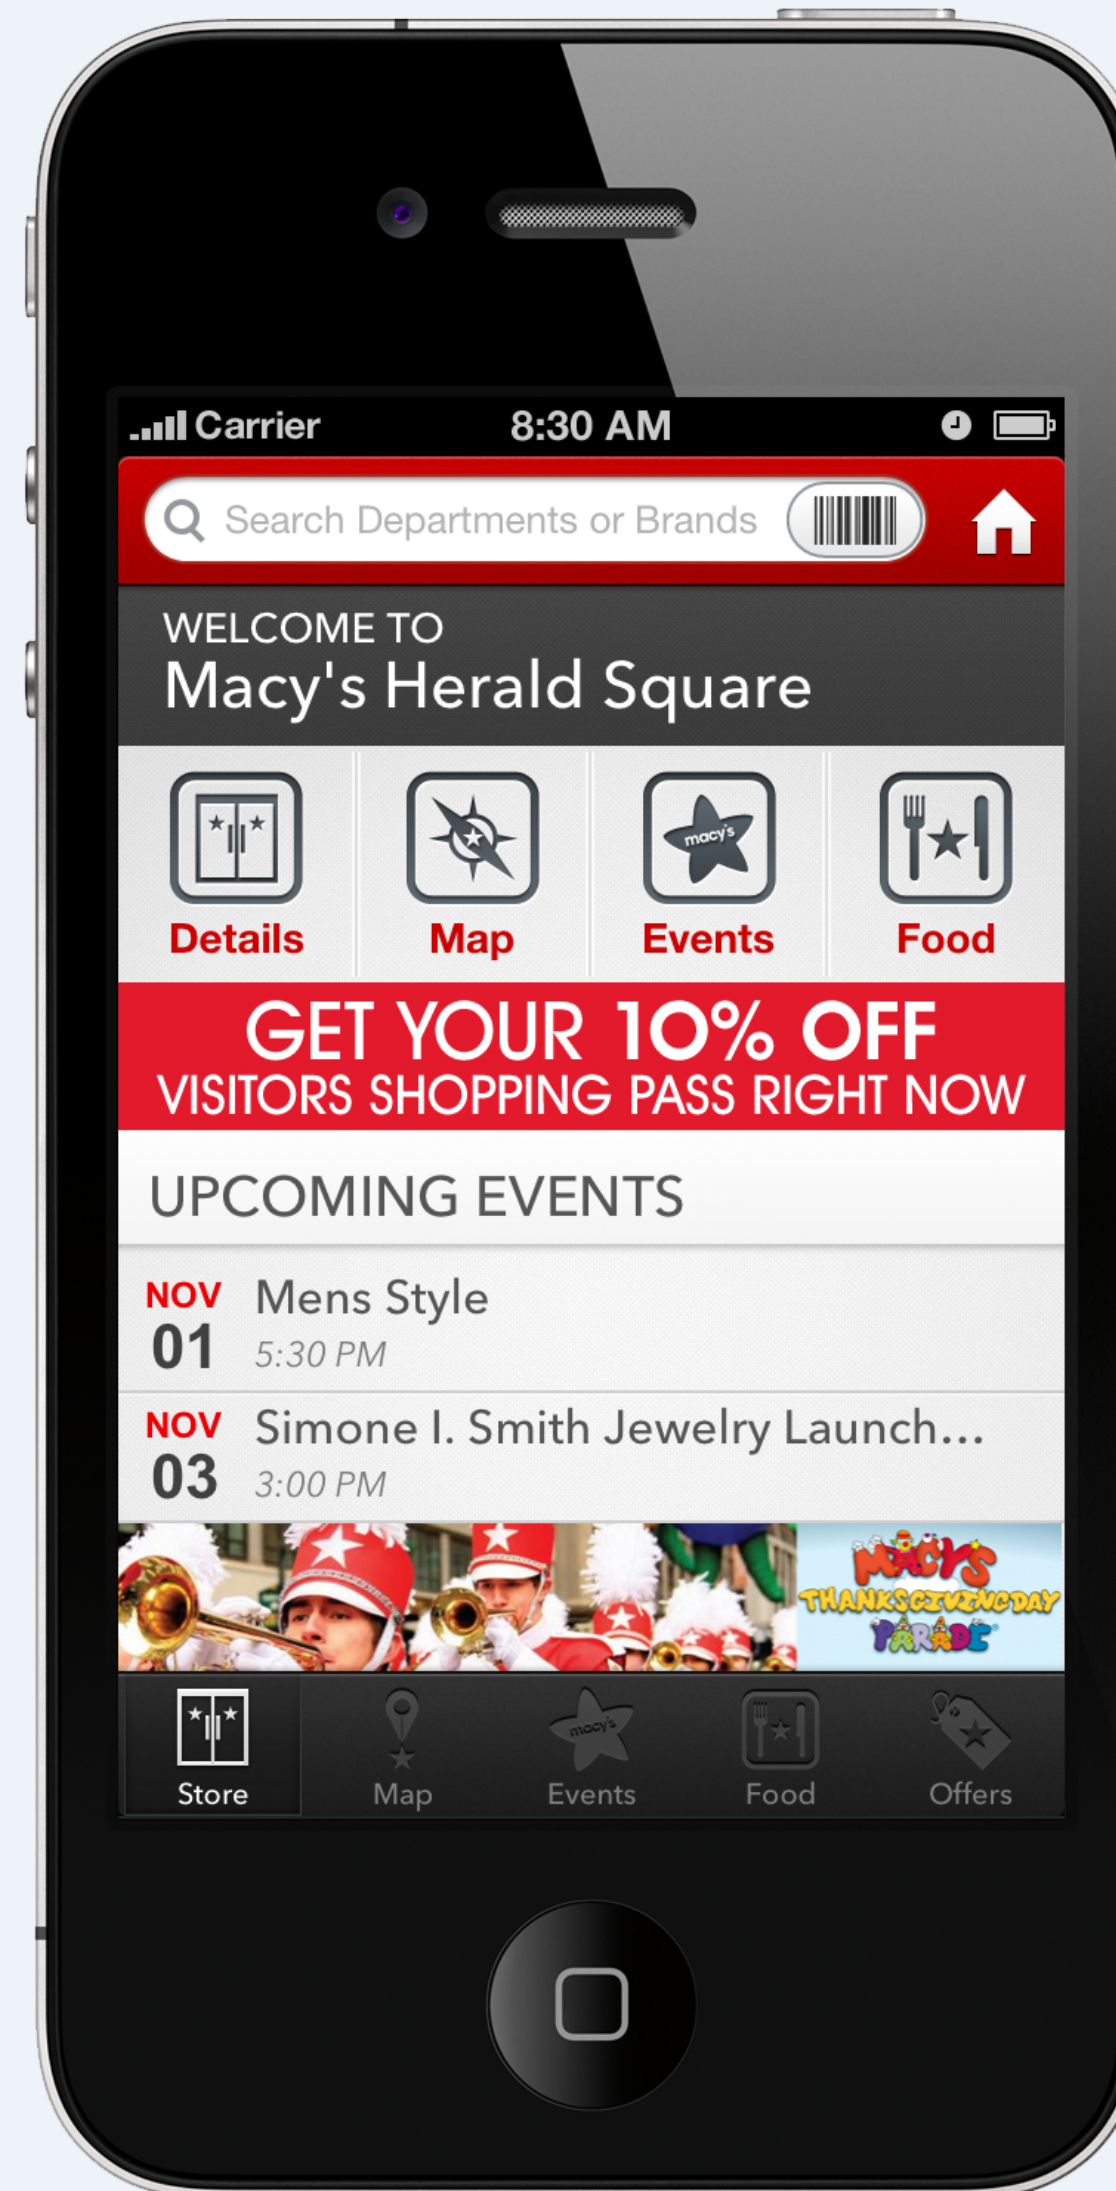 Carrier 8:30 AM
Search Departments or Brands
WELCOME TO
Macy's Herald Square
macy's
Details Map Events Food
GET YOUR 10% OFF
VISITORS SHOPPING PASS RIGHT NOW
UPCOMING EVENTS
NOV Mens Style
01 5:30 PM
NOV Simone I. Smith Jewelry Launch...
03 3:00 PM
MACY'S
THANKSGIVING DAY
PARADE®
macy's
Store Map Events Food Offers